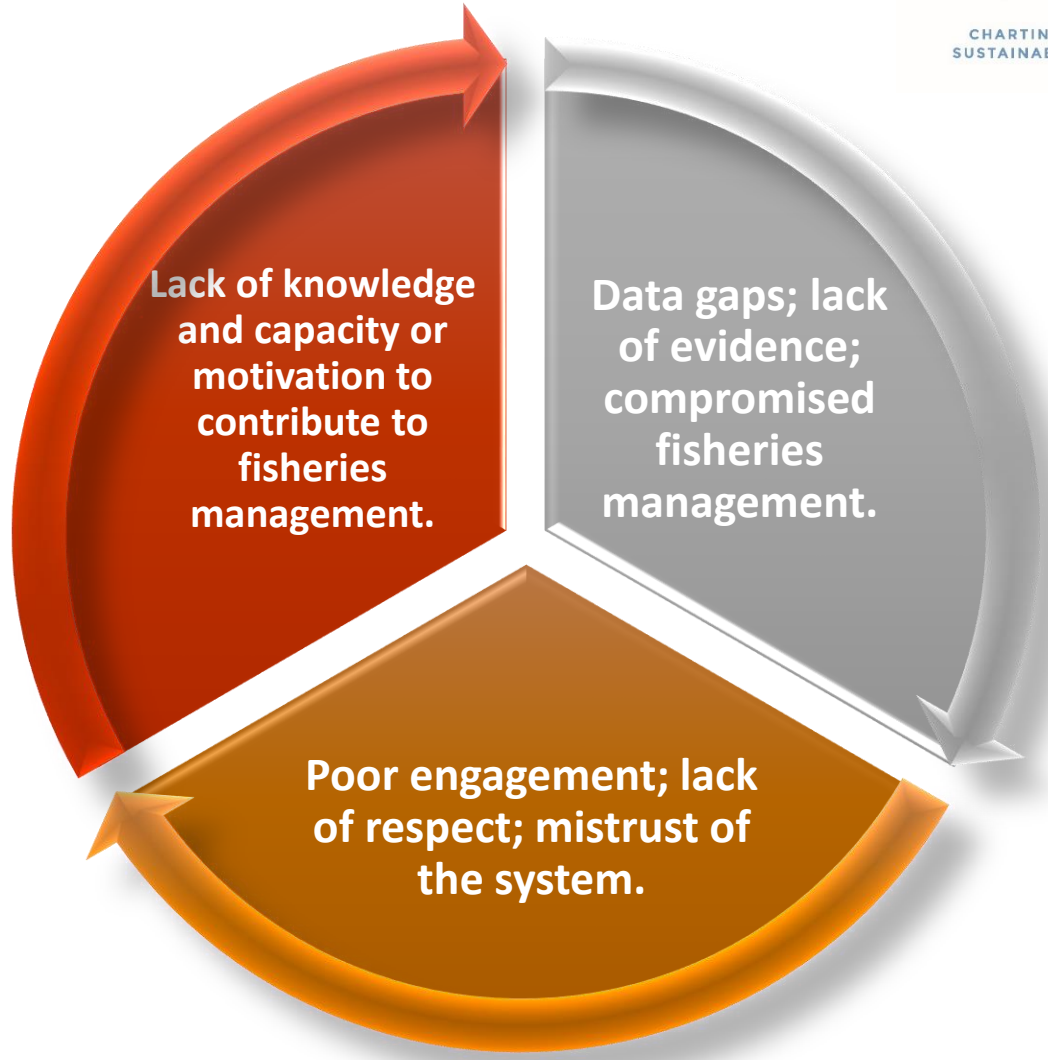 CHARTIN
SUSTAINAB
Lack of knowledge
and capacity or
motivation to
contribute to
fisheries
management.
Data gaps; lack
of evidence;
compromised
fisheries
management.
Poor engagement; lack
of respect; mistrust of
the system.